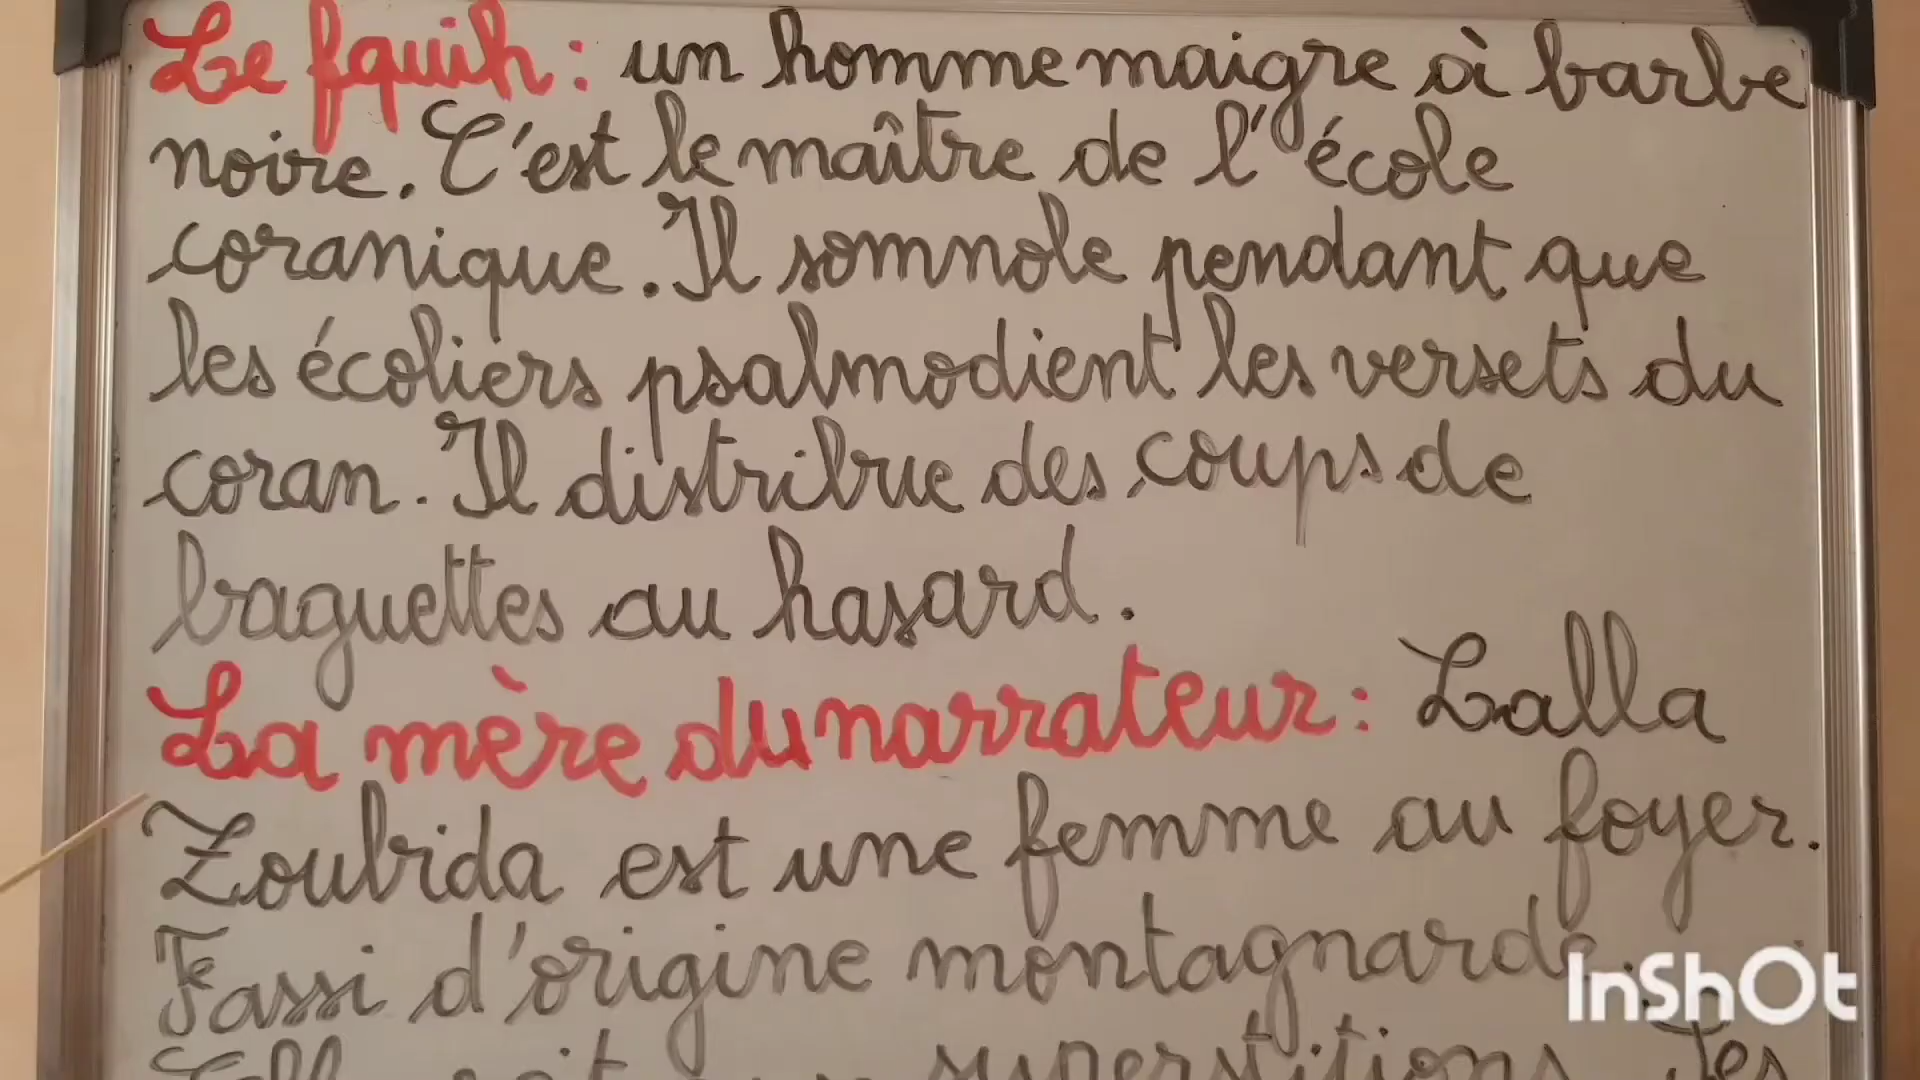 Le fquih : un homme maigre à barbe
noire. C'est le maître de l'école
coranique. Il somnole pendant que
les écoliers psalmodient les versets du
coran. Il distribue des coups de
baguettes au hasard.
La mère du narrateur : Lalla
Zoubida est une femme au foyer.
Fassi d'origine montagnarde.
superstitions. Les
InShOt